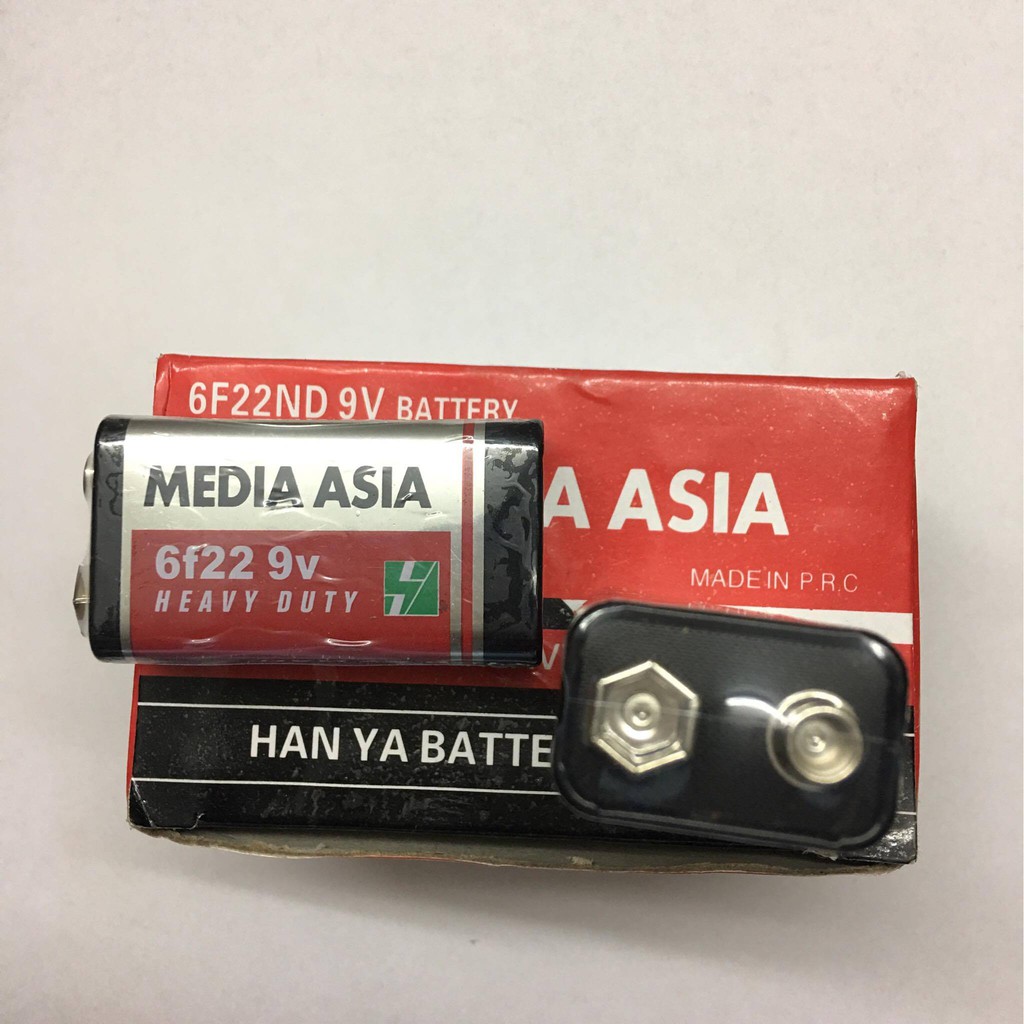 6F22ND 9V BATTERY
MEDIA ASIA
A ASIA
6f22 9v
HEAVY DUTY
MADE IN P.R.C
HAN YA BATTE